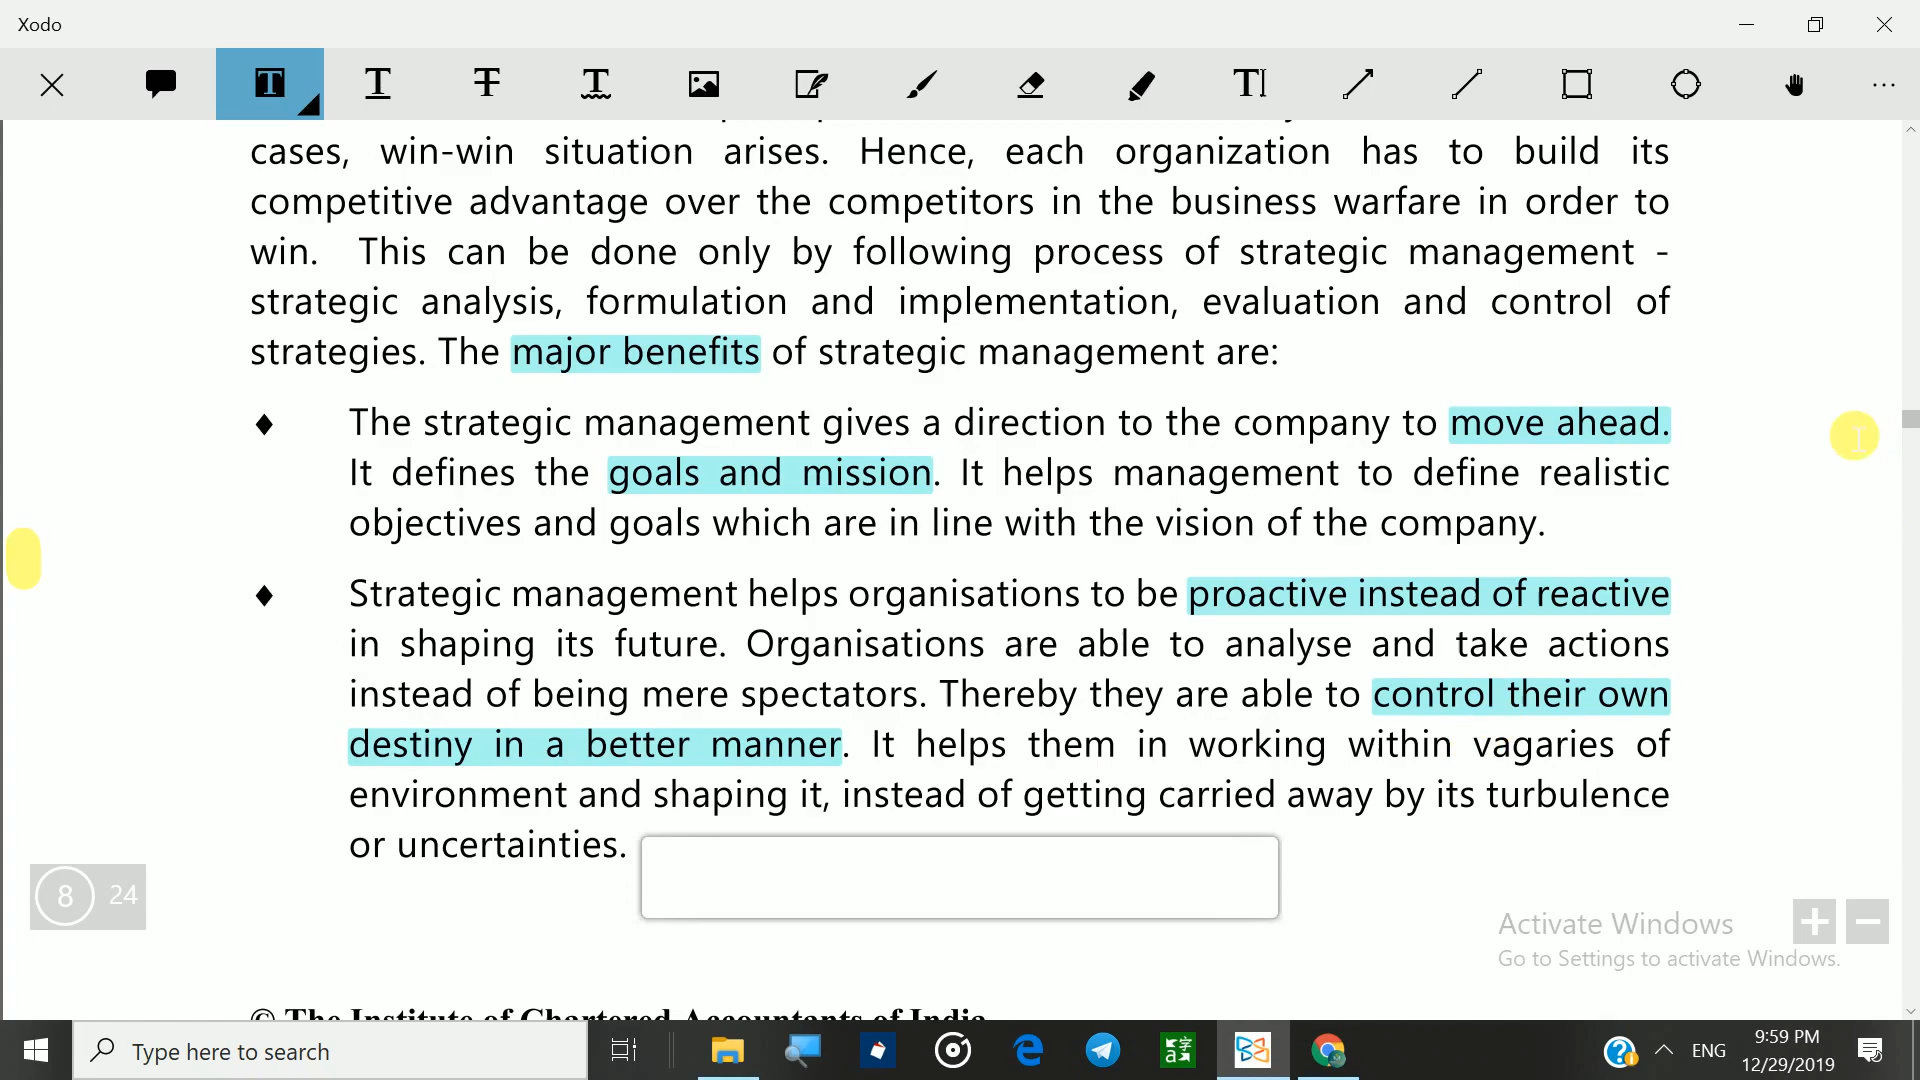 Xodo
cases, win-win situation arises. Hence, each organization has to build its
competitive advantage over the competitors in the business warfare in order to
win. This can be done only by following process of strategic management -
strategic analysis, formulation and implementation, evaluation and control of
strategies. The major benefits of strategic management are:
♦ The strategic management gives a direction to the company to move ahead.
It defines the goals and mission. It helps management to define realistic
objectives and goals which are in line with the vision of the company.
♦ Strategic management helps organisations to be proactive instead of reactive
in shaping its future. Organisations are able to analyse and take actions
instead of being mere spectators. Thereby they are able to control their own
destiny in a better manner. It helps them in working within vagaries of
environment and shaping it, instead of getting carried away by its turbulence
or uncertainties.
8 24
Activate Windows
Go to Settings to activate Windows.
© The Institute of Chartered Accountants of India
Type here to search
ENG
9:59 PM
12/29/2019